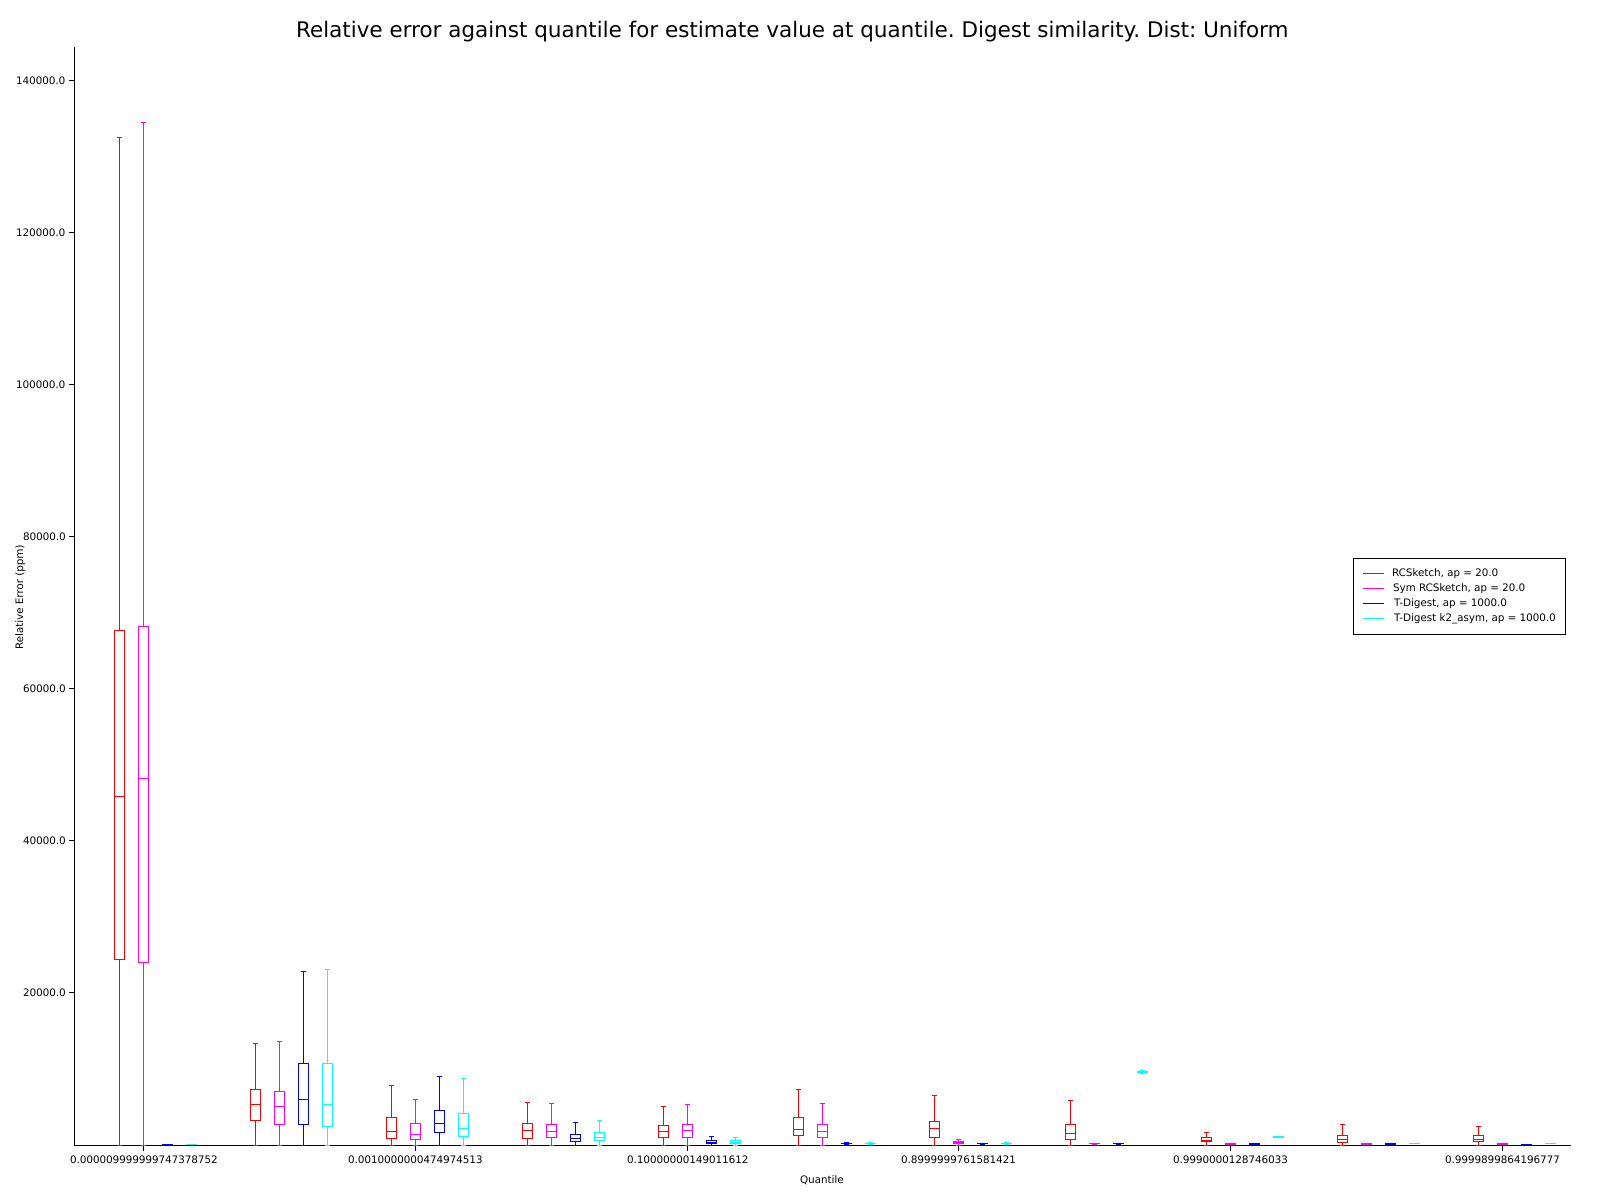 Relative error against quantile for estimate value at quantile. Digest similarity. Dist: Uniform
140000.0
120000.0
100000.0
80000.0
60000.0
40000.0
20000.0
Relative Error (ppm)
RCSketch, ap = 20.0
Sym RCSketch, ap = 20.0
T-Digest, ap = 1000.0
T-Digest k2_asym, ap = 1000.0
0.0000099999999747378752
0.0010000000474974513
0.10000000149011612
0.8999999761581421
0.9990000128746033
0.9999899864196777
Quantile